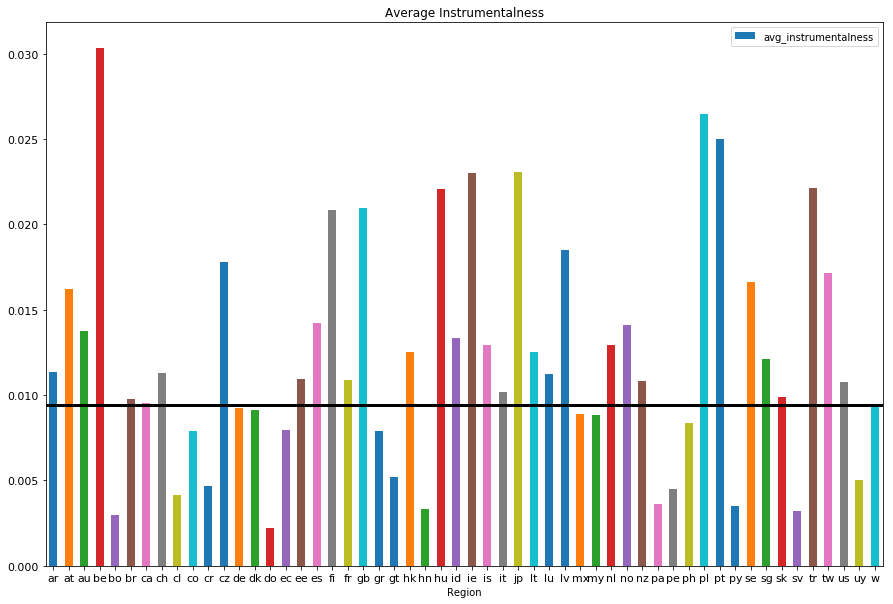 Average Instrumentalness
avg_instrumentalness
0.030
0.025
0.020
0.015
0.010
0.005
0.000
ar at au be bo br ca ch cl co cr cz de dk do ec ee es fi fr gb gr gt hk hn hu id ie is it jp lt lu lv mx my nl no nz pa pe ph pl pt py se sg sk sv tr tw us uy w
Region